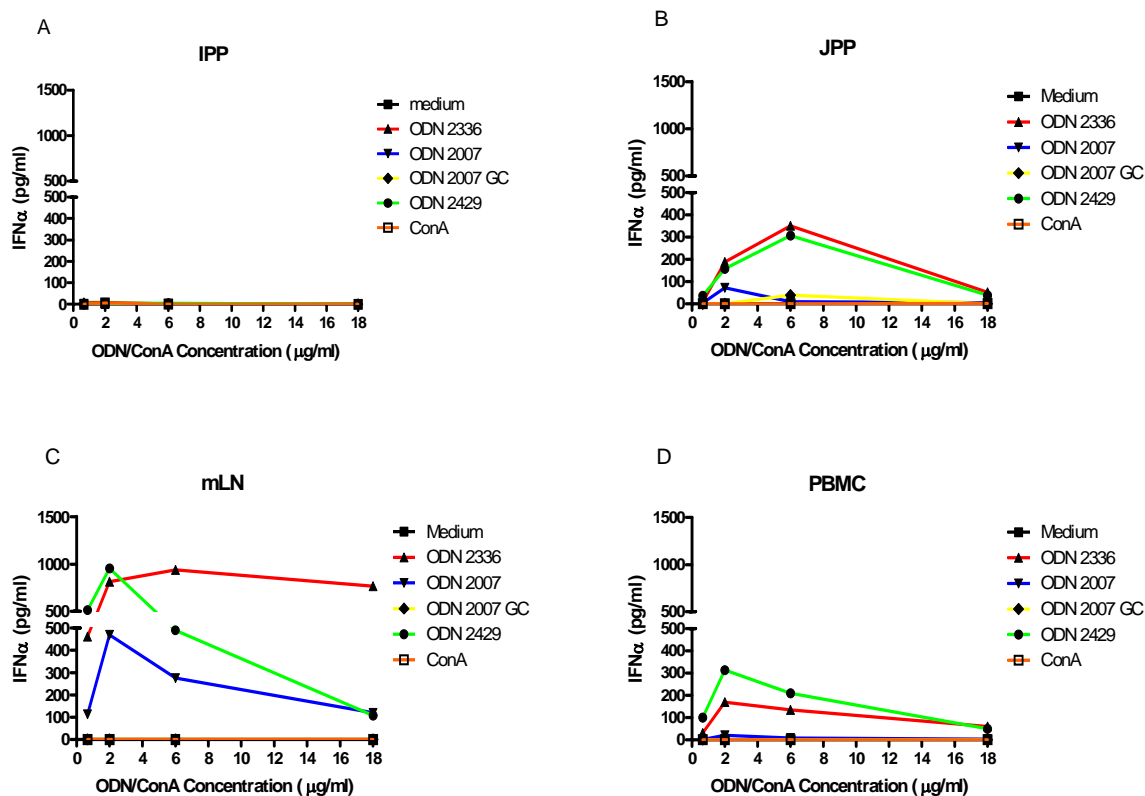 A
IPP
1500
1000
500
500
400
300
200
100
0
0 2 4 6 8 10 12 14 16 18
IFNα (pg/ml)
ODN/ConA Concentration ( μg/ml)
medium
ODN 2336
ODN 2007
ODN 2007 GC
ODN 2429
ConA
B
JPP
1500
1000
500
500
400
300
200
100
0
0 2 4 6 8 10 12 14 16 18
IFNα (pg/ml)
ODN/ConA Concentration ( μg/ml)
Medium
ODN 2336
ODN 2007
ODN 2007 GC
ODN 2429
ConA
C
mLN
1500
1000
500
500
400
300
200
100
0
0 2 4 6 8 10 12 14 16 18
IFNα (pg/ml)
ODN/ConA Concentration ( μg/ml)
Medium
ODN 2336
ODN 2007
ODN 2007 GC
ODN 2429
ConA
D
PBMC
1500
1000
500
500
400
300
200
100
0
0 2 4 6 8 10 12 14 16 18
IFNα (pg/ml)
ODN/ConA Concentration ( μg/ml)
Medium
ODN 2336
ODN 2007
ODN 2007 GC
ODN 2429
ConA